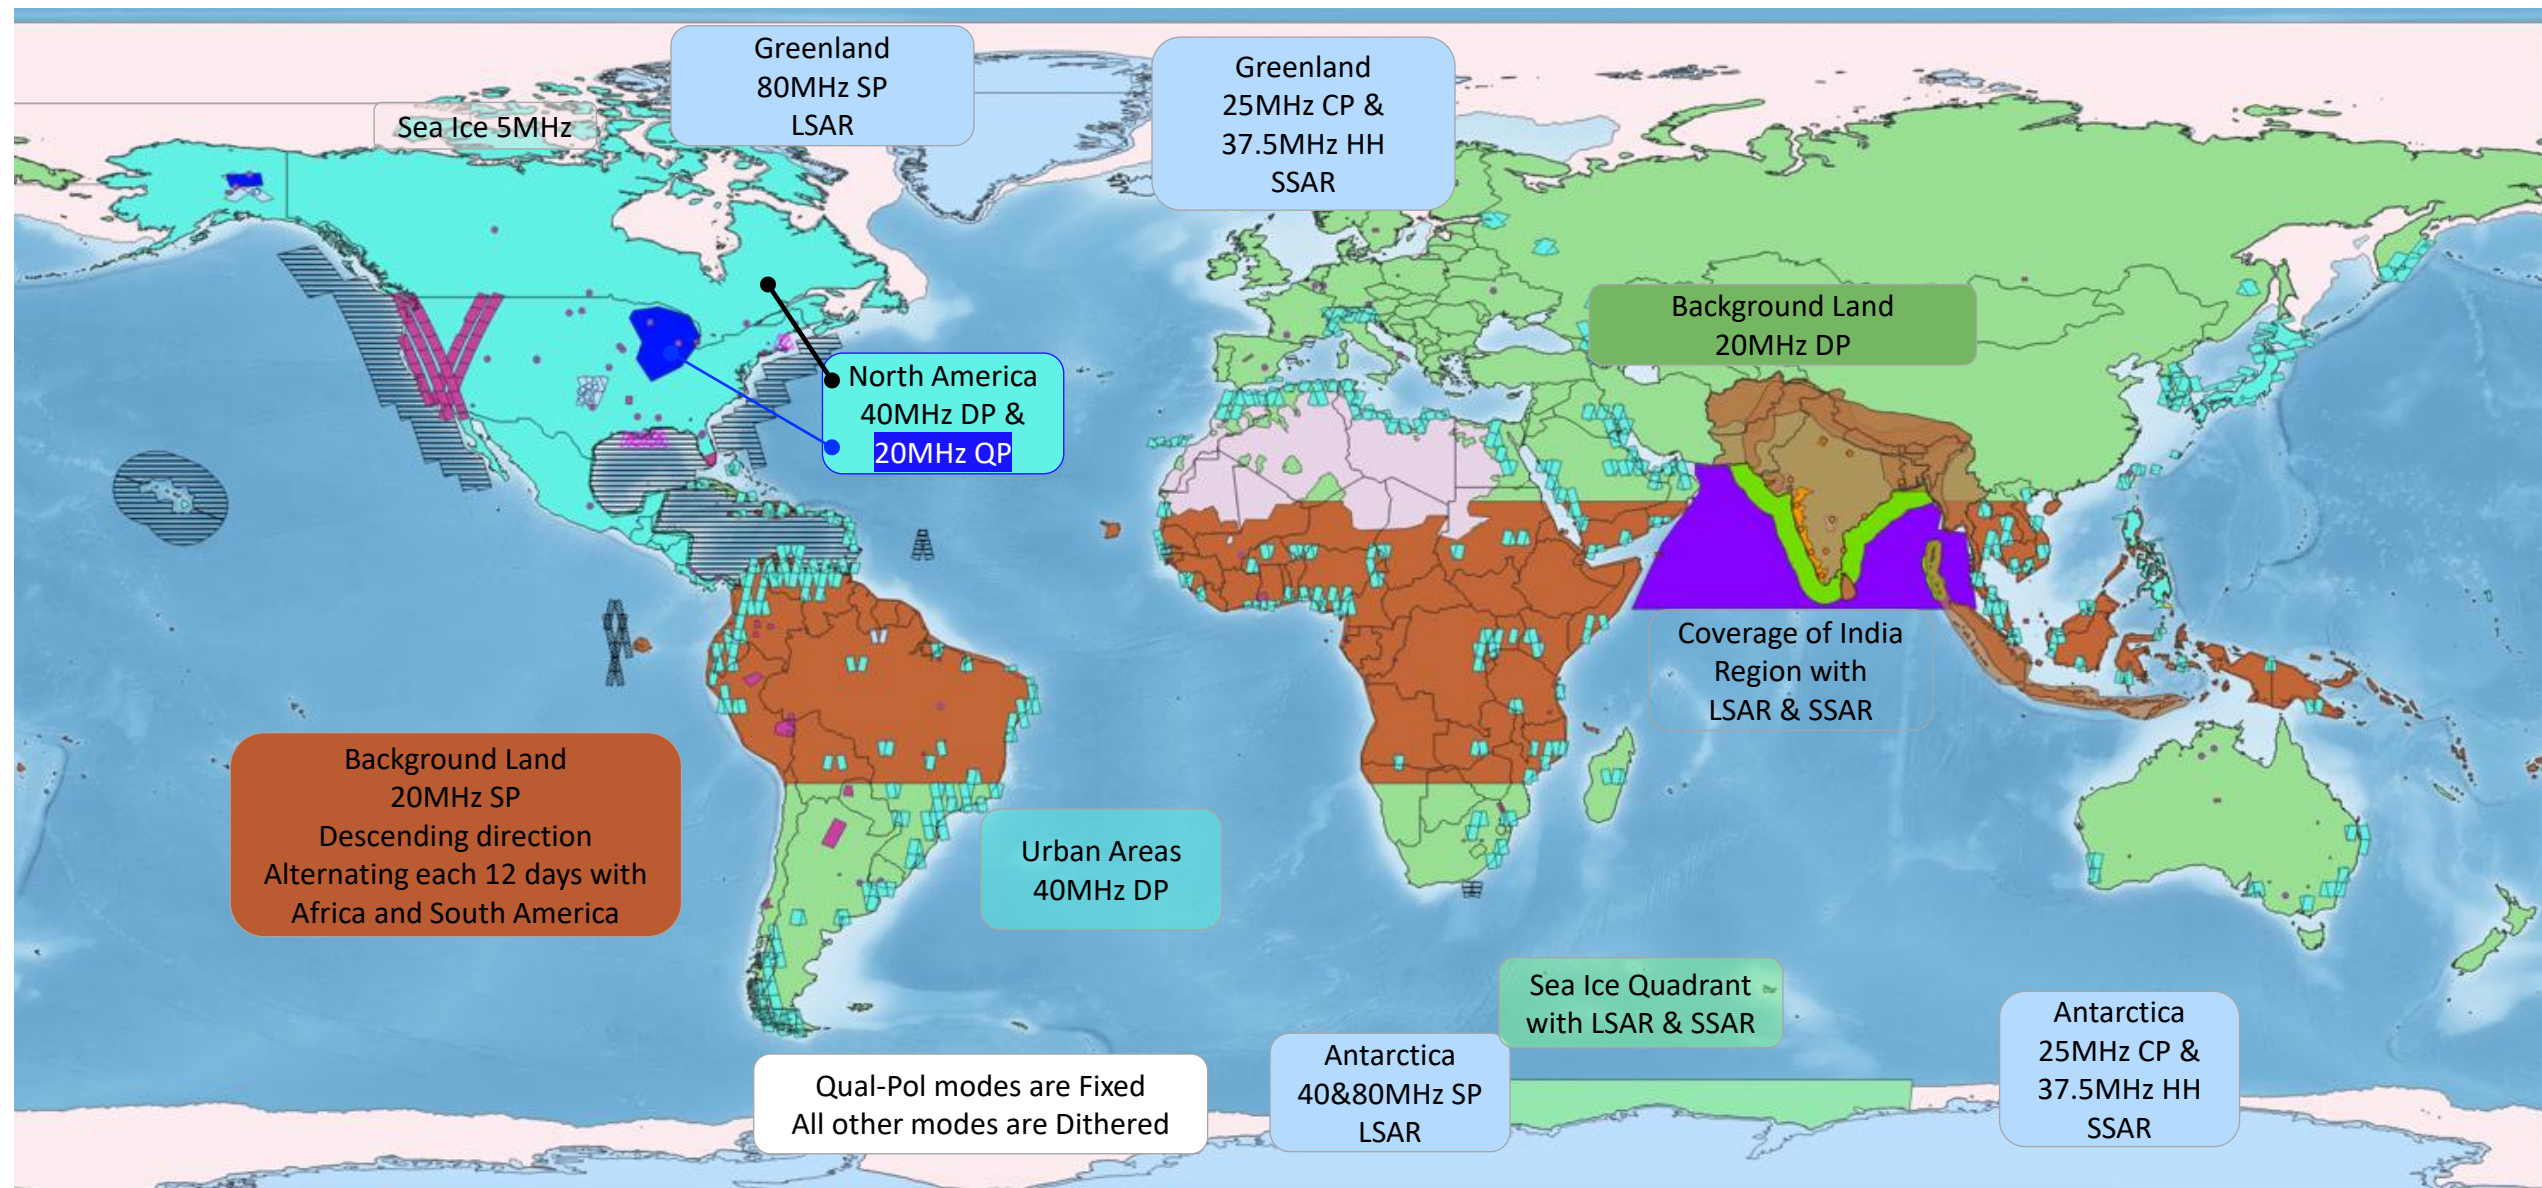 Greenland
80MHz SP
LSAR
Greenland
25MHz CP &
37.5MHz HH
SSAR
Sea Ice 5MHz
Background Land
20MHz DP
North America
40MHz DP &
20MHz QP
Coverage of India
Region with
LSAR & SSAR
Background Land
20MHz SP
Descending direction
Alternating each 12 days with
Africa and South America
Urban Areas
40MHz DP
Sea Ice Quadrant
with LSAR & SSAR
Antarctica
25MHz CP &
37.5MHz HH
SSAR
Antarctica
40&80MHz SP
LSAR
Qual-Pol modes are Fixed
All other modes are Dithered